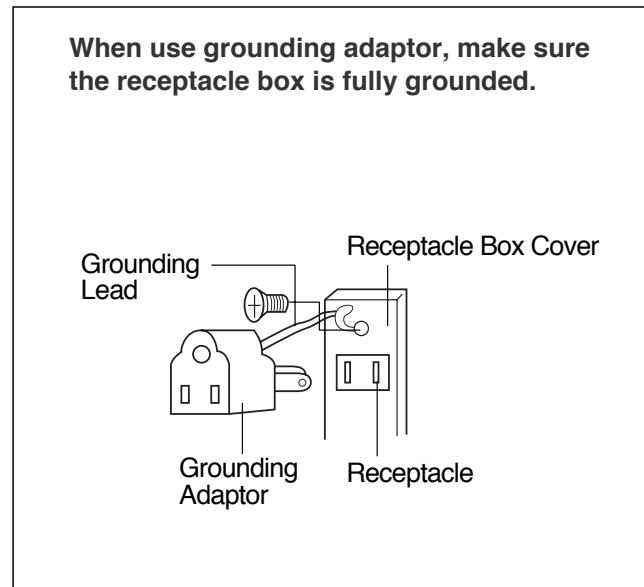 When use grounding adaptor, make sure
the receptacle box is fully grounded.
Receptacle Box Cover
Grounding
Lead
Grounding
Adaptor
Receptacle